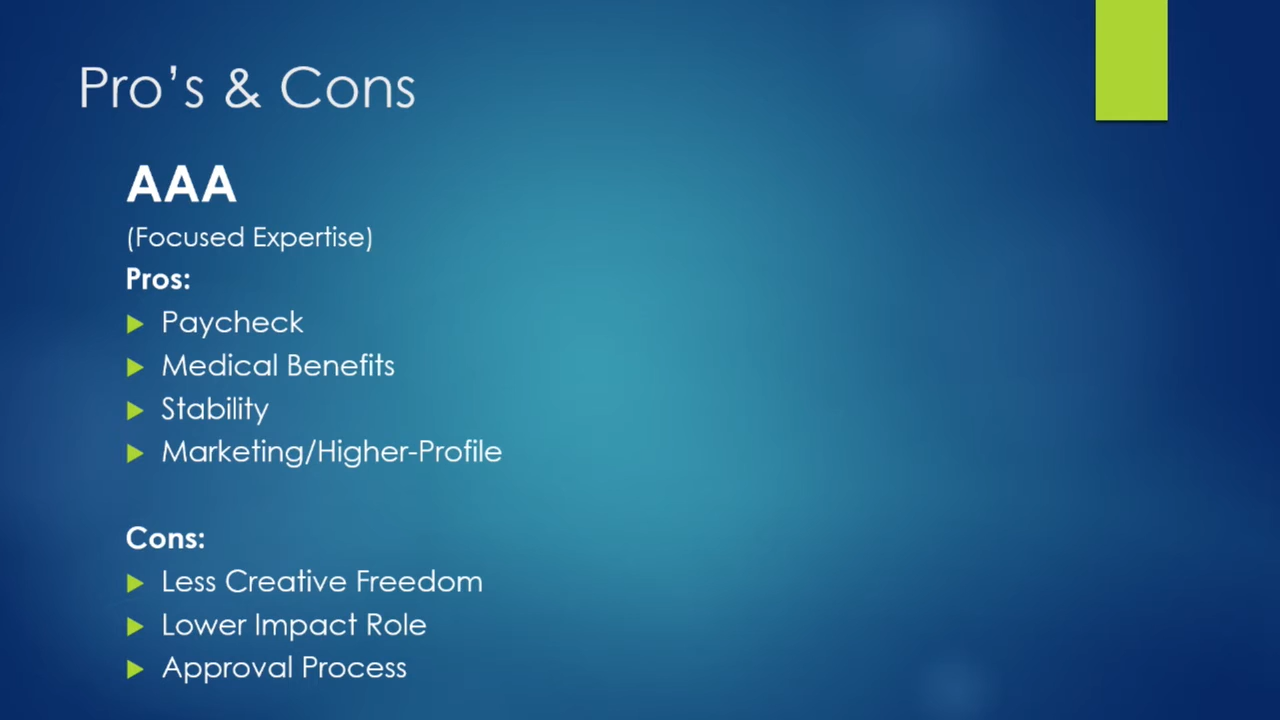 Pro’s & Cons
AAA
(Focused Expertise)
Pros:
Paycheck
Medical Benefits
Stability
Marketing/Higher-Profile
Cons:
Less Creative Freedom
Lower Impact Role
Approval Process